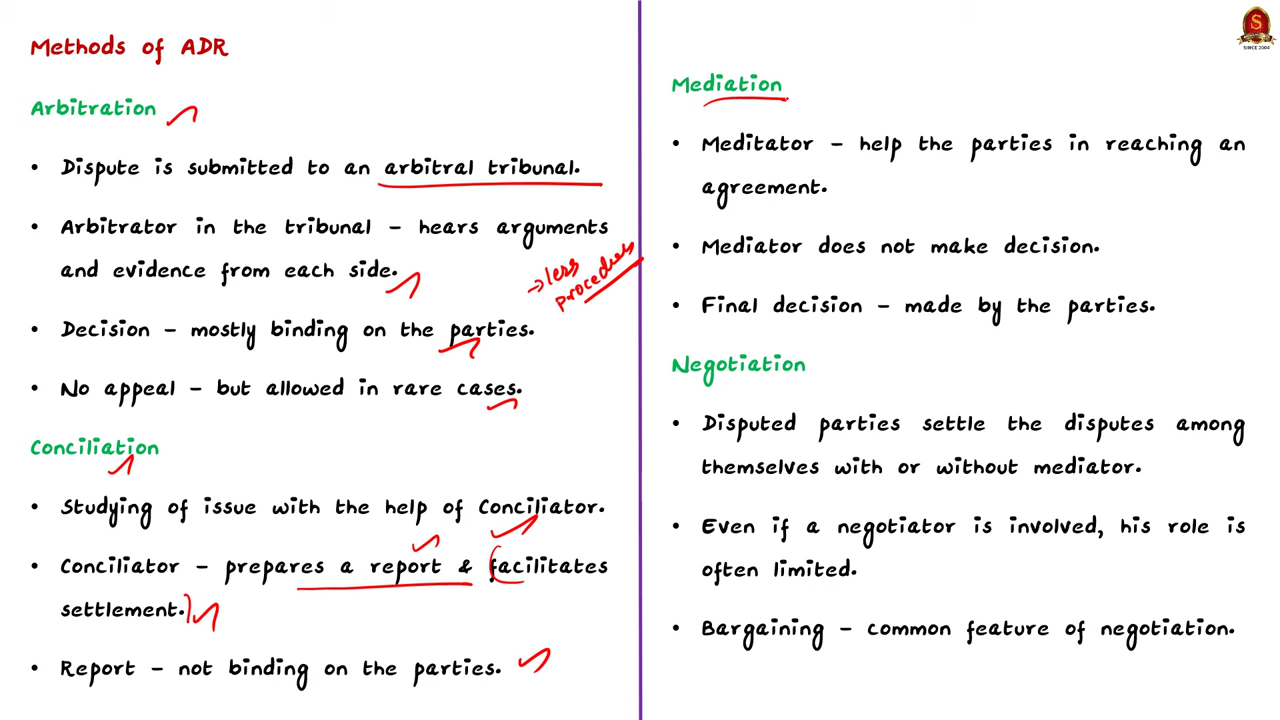 Methods of ADR
Arbitration
• Dispute is submitted to an arbitral tribunal.
• Arbitrator in the tribunal – hears arguments
and evidence from each side.
→ less
procedures
• Decision – mostly binding on the parties.
• No appeal – but allowed in rare cases.
Conciliation
• Studying of issue with the help of Conciliator.
• Conciliator – prepares a report & facilitates
settlement.
• Report – not binding on the parties.
Mediation
• Meditator – help the parties in reaching an
agreement.
• Mediator does not make decision.
• Final decision – made by the parties.
Negotiation
• Disputed parties settle the disputes among
themselves with or without mediator.
• Even if a negotiator is involved, his role is
often limited.
• Bargaining – common feature of negotiation.
S
SINCE 2004